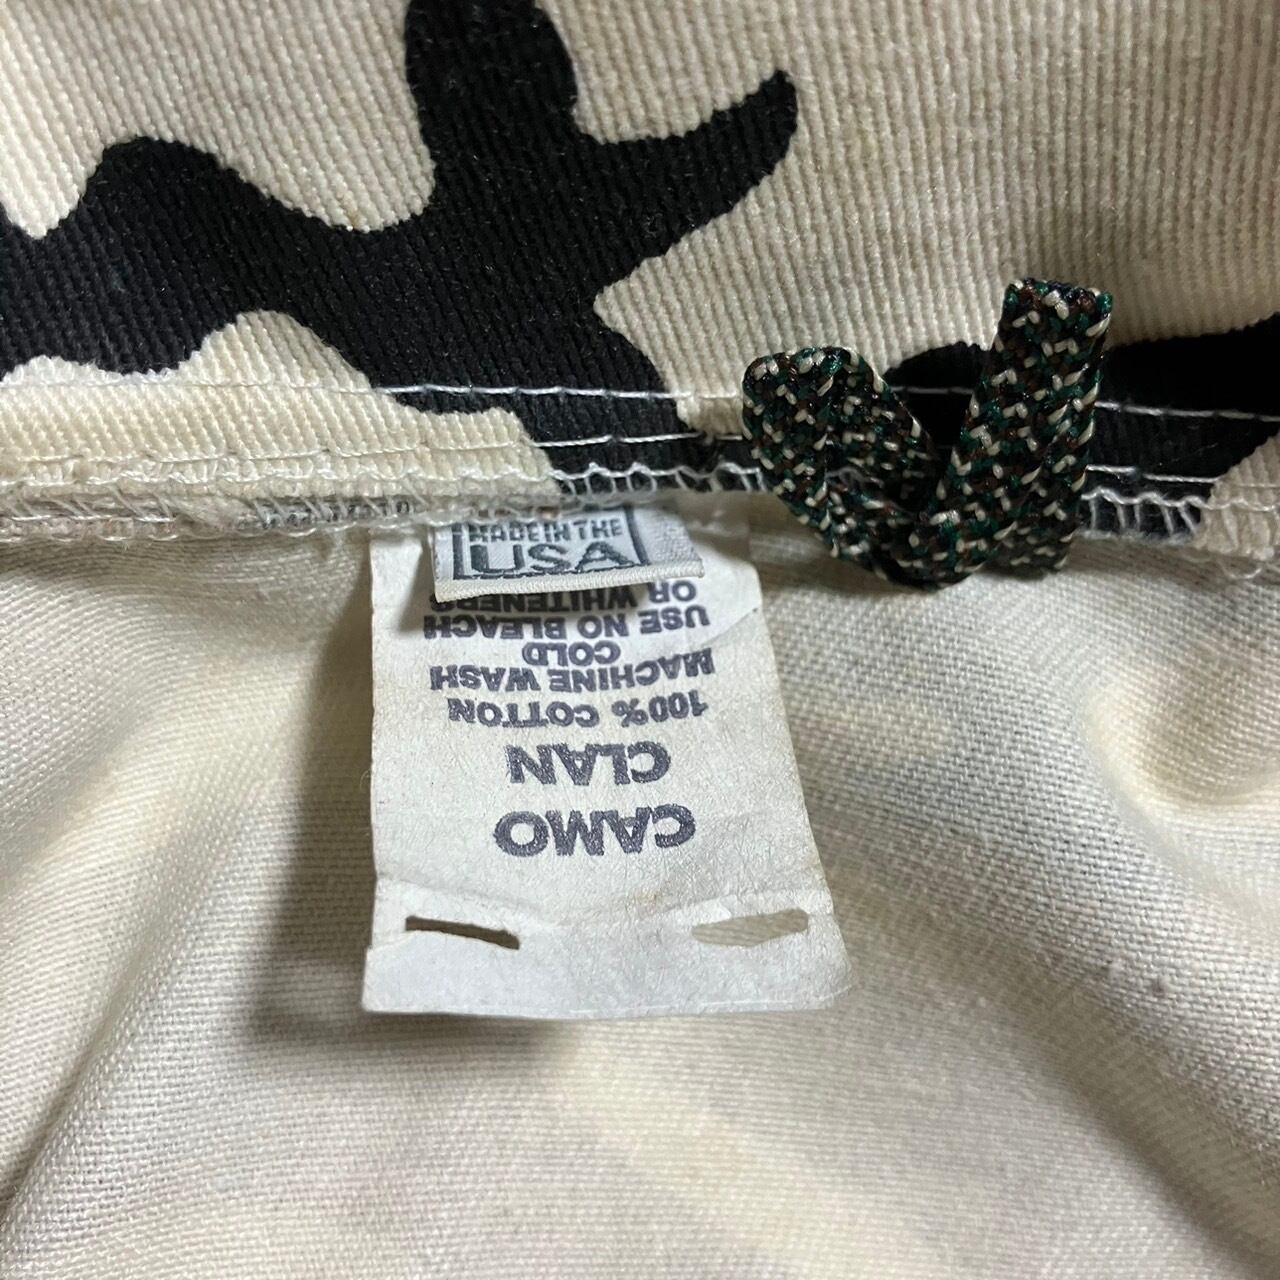 MADE IN THE
USA
CAMO
CLAN
100% COTTON
MACHINE WASH
COLD
USE NO BLEACH
OR WHITENERS